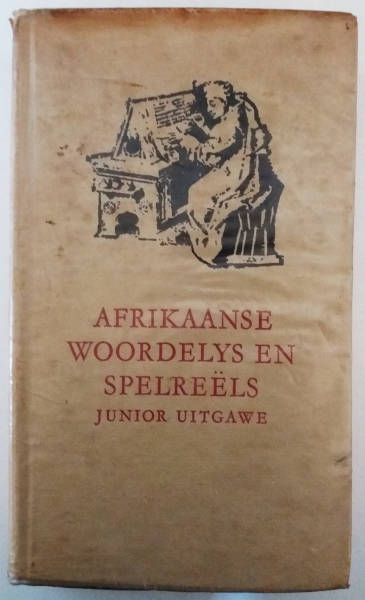 AFRIKAANSE
WOORDELYS EN
SPELREËLS
JUNIOR UITGAWE